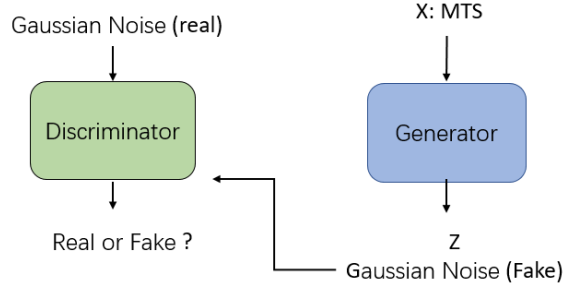 Gaussian Noise (real)
X: MTS
Discriminator
Generator
Real or Fake ?
Z
Gaussian Noise (Fake)